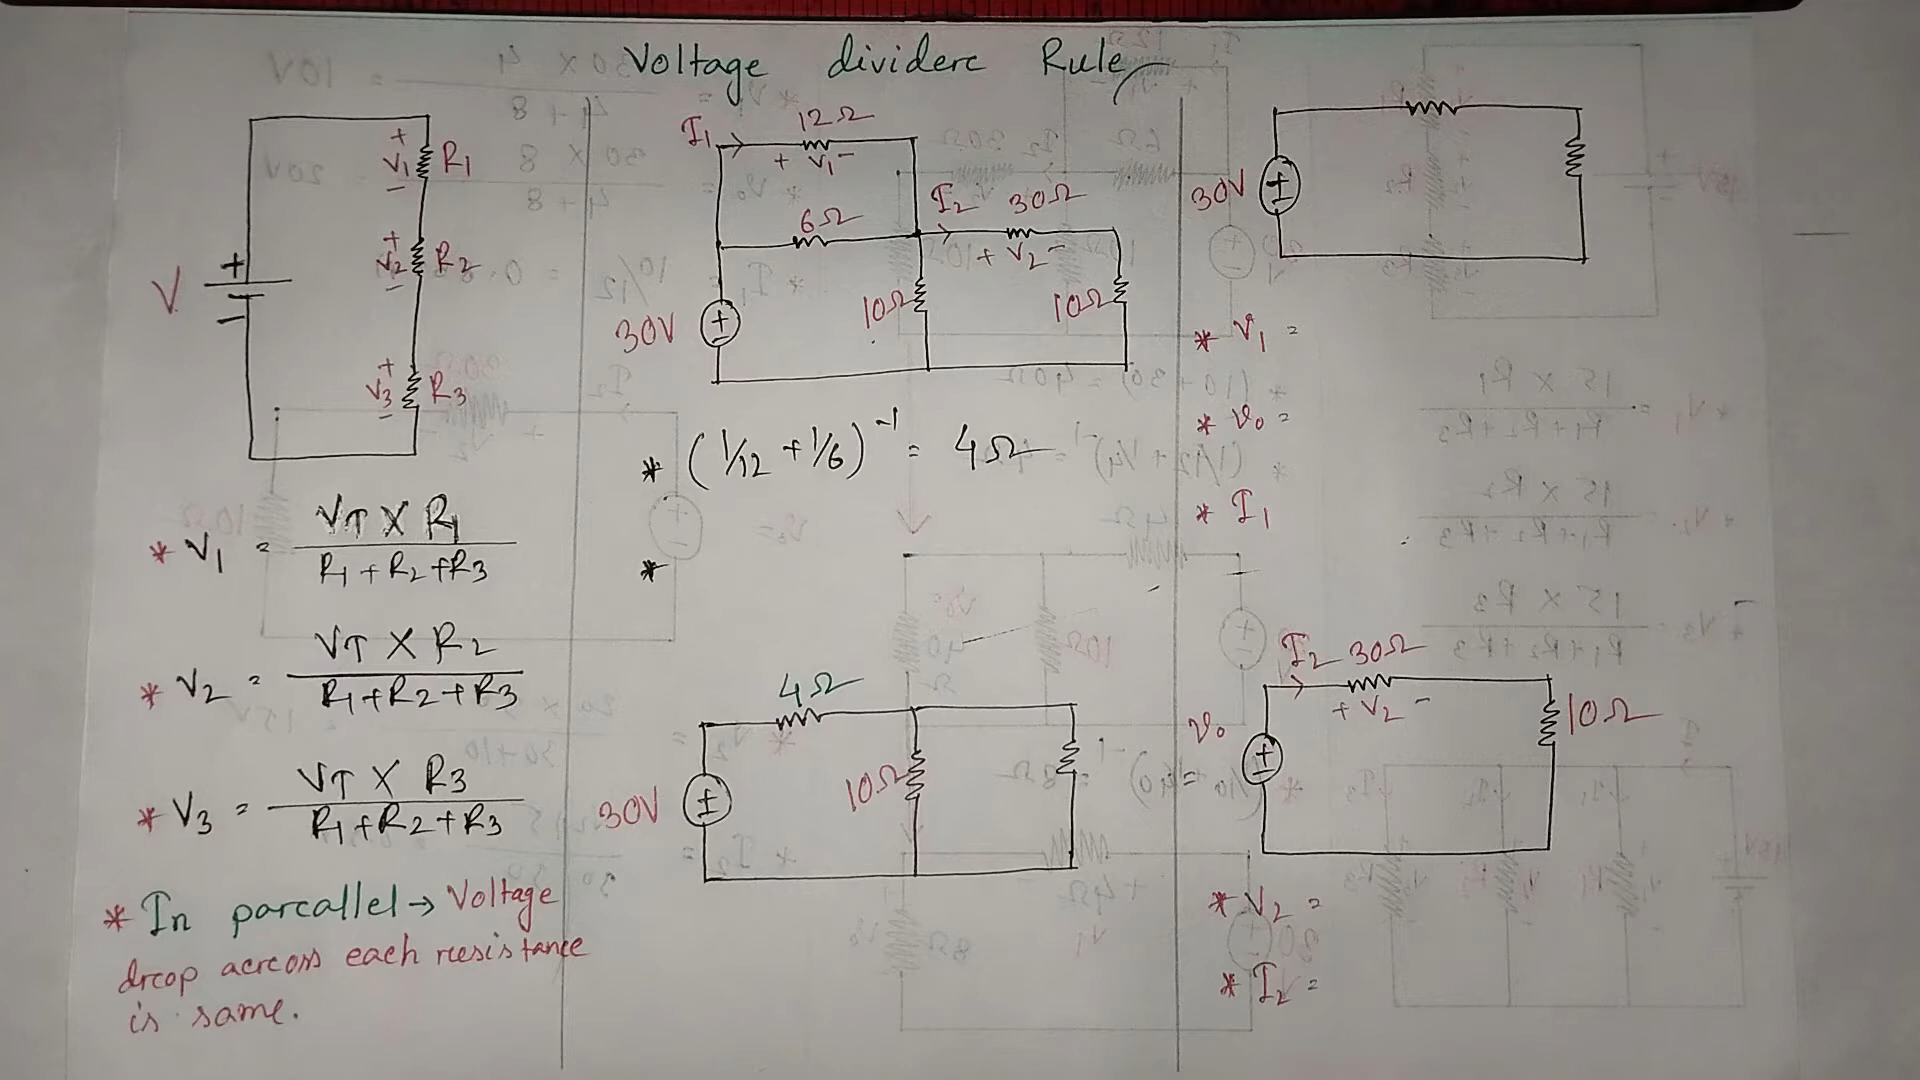 Voltage dividerc Rule
V
+
-
+
V1
-
R1
+
V2
-
R2
+
V3
-
R3
* V1 = VT X R1 / R1 + R2 + R3
* V2 = VT X R2 / R1 + R2 + R3
* V3 = VT X R3 / R1 + R2 + R3
* In parcallel → Voltage
drcop acrcoss each rcesistance
is same.
I1
12Ω
+ V1 -
6Ω
I2
30Ω
+ V2 -
10Ω
10Ω
30V
* (1/12 + 1/6)⁻¹ = 4Ω
*
4Ω
10Ω
30V
30V
* V1 =
* V0 =
* I1
I2 30Ω
+ V2 -
10Ω
V0
* V2 =
* I2 =